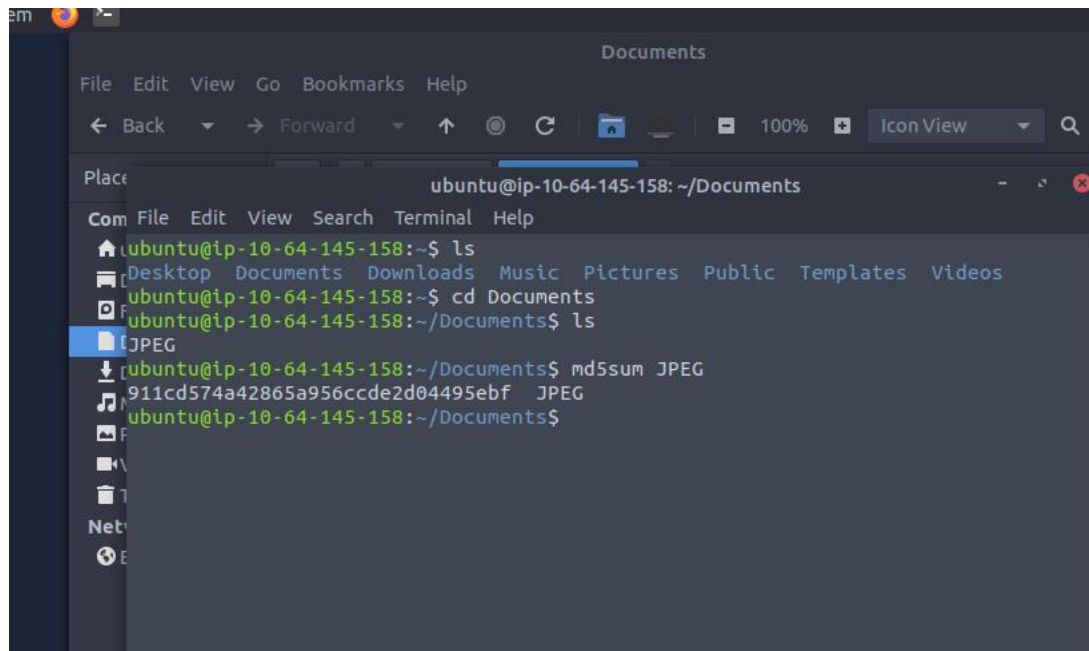 Documents
File Edit View Go Bookmarks Help
Back Forward 100% Icon View
ubuntu@ip-10-64-145-158: ~/Documents
File Edit View Search Terminal Help
ubuntu@ip-10-64-145-158:~$ ls
Desktop Documents Downloads Music Pictures Public Templates Videos
ubuntu@ip-10-64-145-158:~$ cd Documents
ubuntu@ip-10-64-145-158:~/Documents$ ls
JPEG
ubuntu@ip-10-64-145-158:~/Documents$ md5sum JPEG
911cd574a42865a956ccde2d04495ebf  JPEG
ubuntu@ip-10-64-145-158:~/Documents$